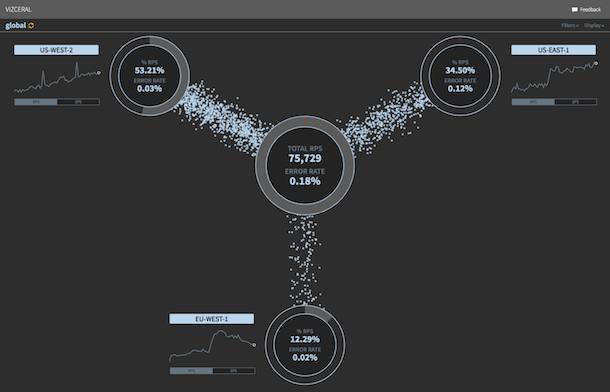 VIZCERAL
Feedback
global
Filters
Display
US-WEST-2
% RPS
53.21%
ERROR RATE
0.03%
US-EAST-1
% RPS
34.50%
ERROR RATE
0.12%
TOTAL RPS
75,729
ERROR RATE
0.18%
EU-WEST-1
% RPS
12.29%
ERROR RATE
0.02%